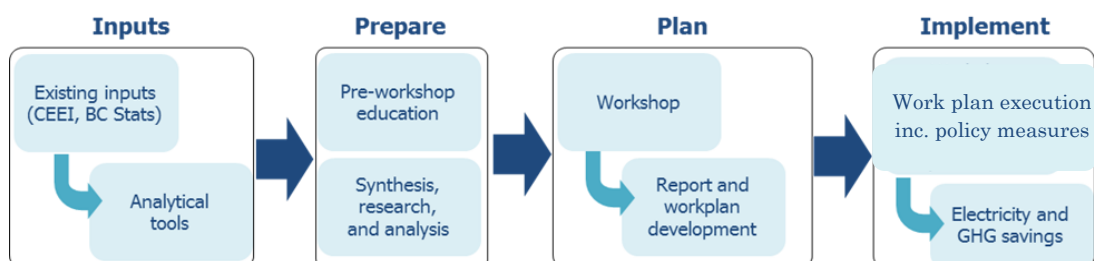 Inputs
Prepare
Plan
Implement
Existing inputs
(CEEI, BC Stats)
Analytical
tools
Pre-workshop
education
Synthesis,
research,
and analysis
Workshop
Report and
workplan
development
Work plan execution
inc. policy measures
Electricity and
GHG savings